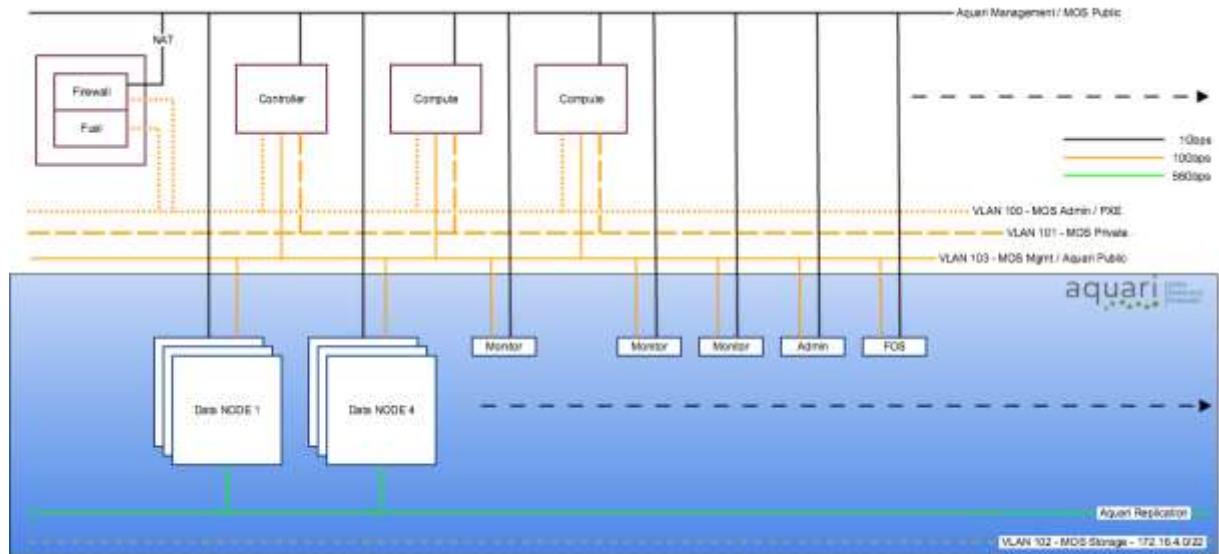 Aquari Management / MOS Public
NAT
Firewall
Fuel
Controller
Compute
Compute
1Gbps
10Gbps
56Gbps
VLAN 100 - MOS Admin / PXE
VLAN 101 - MOS Private
VLAN 103 - MOS Mgmt / Aquari Public
aquari
Monitor
Monitor
Monitor
Admin
FOS
Data NODE 1
Data NODE 4
Aquari Replication
VLAN 102 - MOS Storage - 172.16.4.0/22